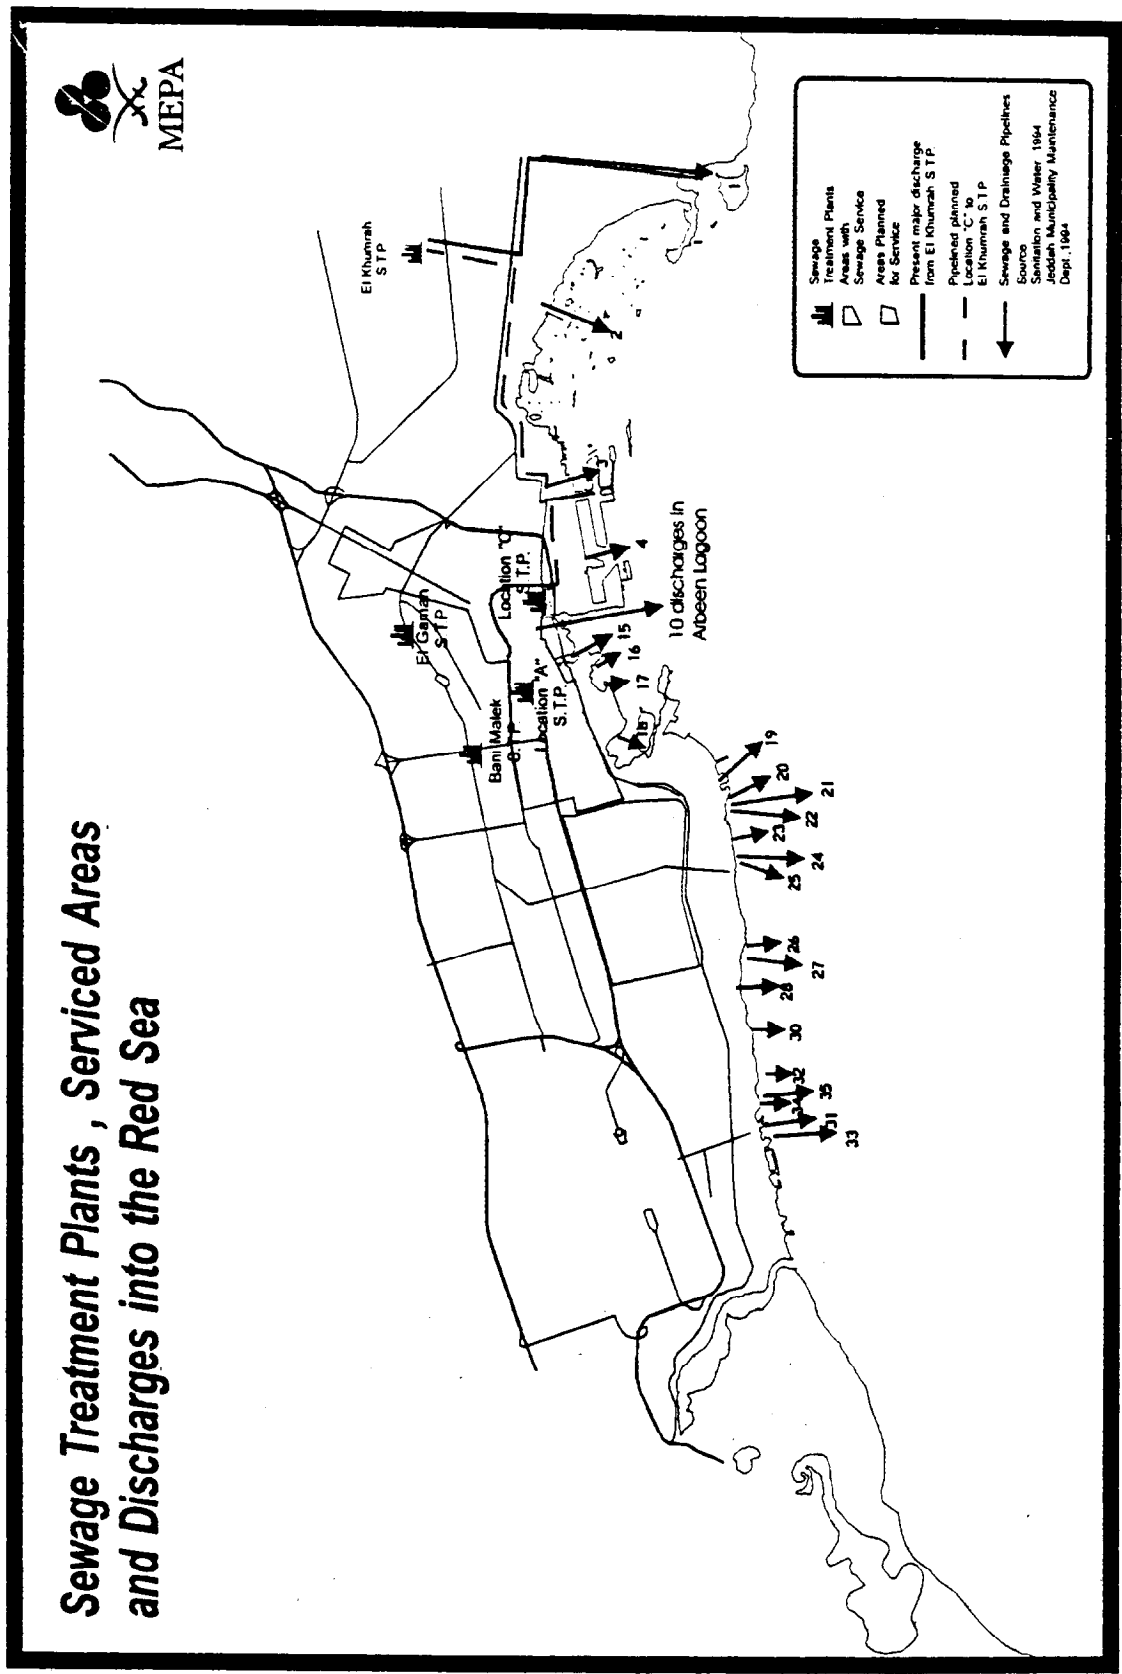 Sewage Treatment Plants , Serviced Areas
and Discharges into the Red Sea
MEPA
El Khumrah
S T P
El Gamah
S T P
Location "C"
S. T.P.
Bani Malek
S. T P
Location "A"
S. T.P.
10 discharges in
Arbeen Lagoon
1
2
3
4
15
16
17
18
19
20
21
22
23
24
25
26
27
28
30
32
35
34
31
33
Sewage
Treatment Plants
Areas with
Sewage Service
Areas Planned
for Service
Present major discharge
from El Khumrah S T P
Pipelined planned
Location "C" to
El Khumrah S T P
Sewage and Drainage Pipelines
Source
Sanitation and Water 1994
Jeddah Municipality Maintenance
Dept ,1994